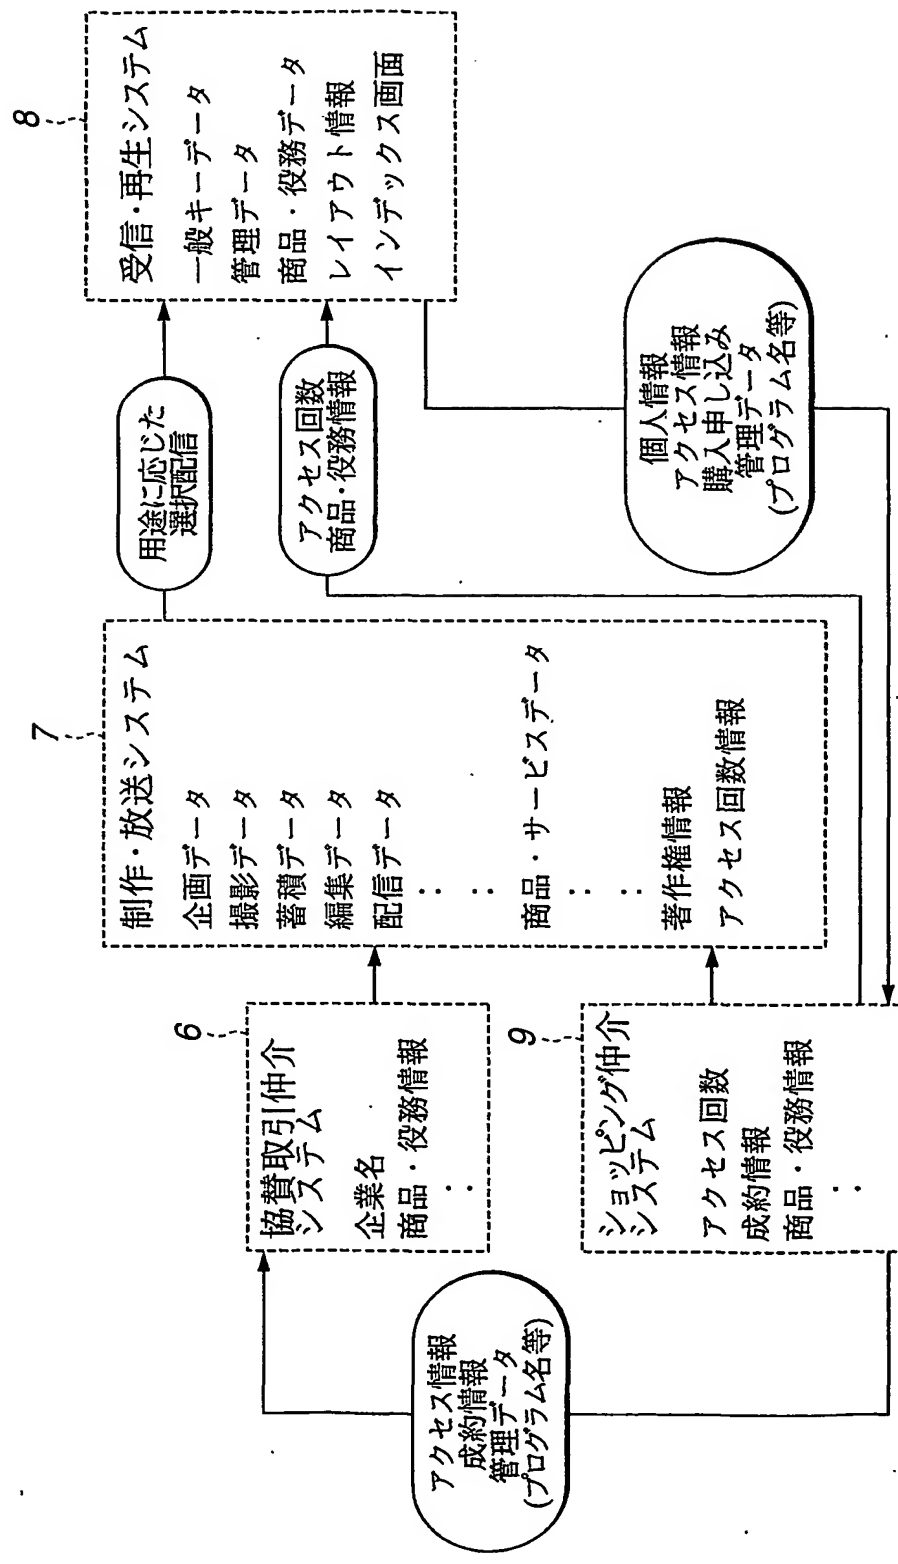 6
協賛取引仲介
システム
企業名
商品・役務情報
:
アクセス情報
成約情報
管理データ
(プログラム名等)
9
ショッピング仲介
システム
アクセス回数
成約情報
商品・役務情報
:
7
制作・放送システム
企画データ
撮影データ
蓄積データ
編集データ
配信データ
:
:
商品・サービスデータ
:
:
著作権情報
アクセス回数情報
用途に応じた
選択配信
アクセス回数
商品・役務情報
8
受信・再生システム
一般キーデータ
管理データ
商品・役務データ
レイアウト情報
インデックス画面
個人情報
アクセス情報
購入申し込み
管理データ
(プログラム名等)